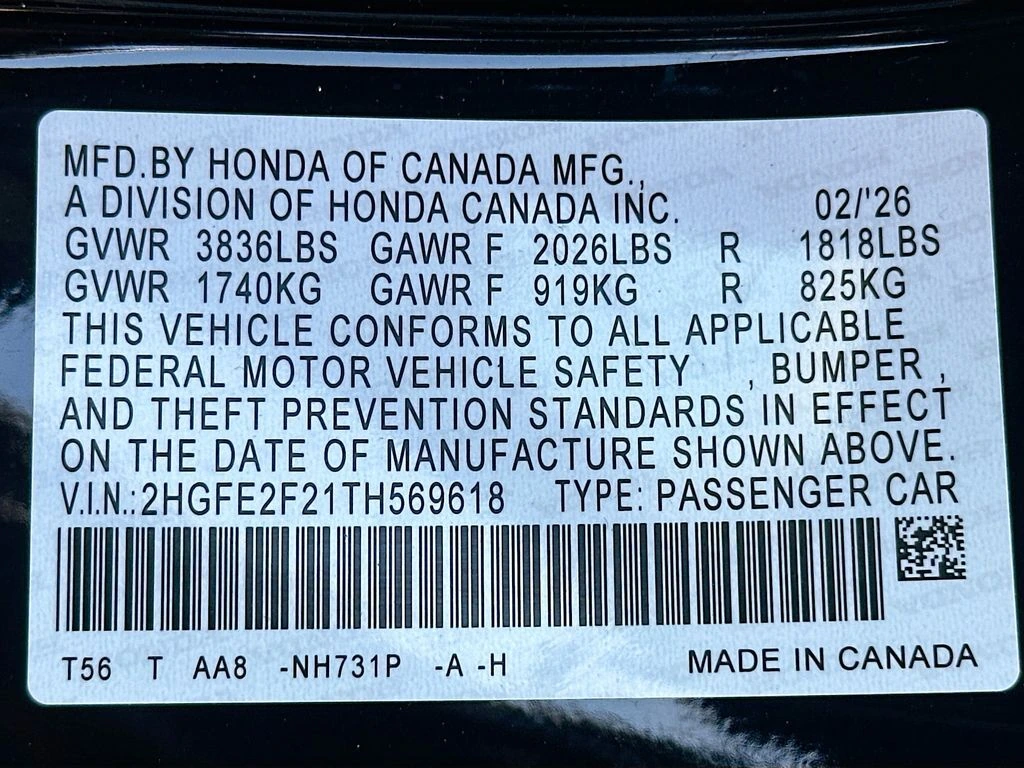 MFD.BY HONDA OF CANADA MFG.,
A DIVISION OF HONDA CANADA INC. 02/'26
GVWR 3836LBS GAWR F 2026LBS R 1818LBS
GVWR 1740KG GAWR F 919KG R 825KG
THIS VEHICLE CONFORMS TO ALL APPLICABLE
FEDERAL MOTOR VEHICLE SAFETY , BUMPER ,
AND THEFT PREVENTION STANDARDS IN EFFECT
ON THE DATE OF MANUFACTURE SHOWN ABOVE.
V.I.N.:2HGFE2F21TH569618 TYPE: PASSENGER CAR
T56 T AA8 -NH731P -A -H MADE IN CANADA